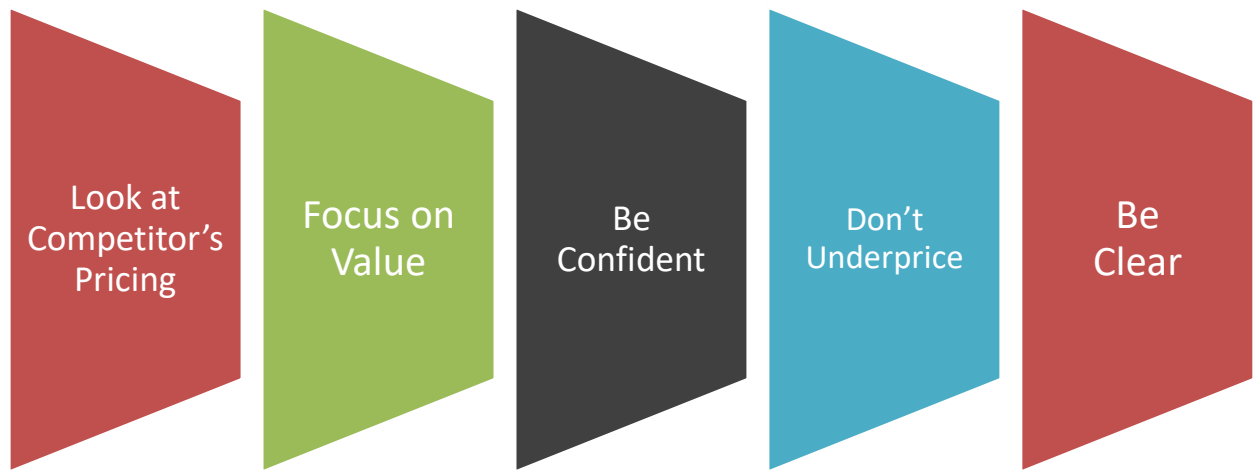 Look at
Competitor’s
Pricing
Focus on
Value
Be
Confident
Don’t
Underprice
Be
Clear